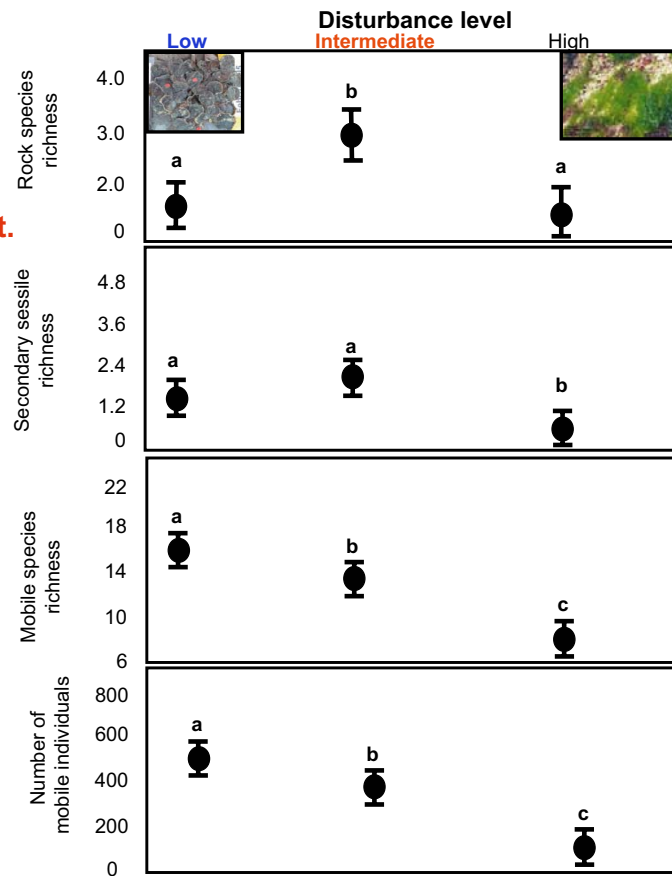 Disturbance level
Low Intermediate High
Rock species
richness
4.0
3.0
2.0
0
a
b
a
t.
Secondary sessile
richness
4.8
3.6
2.4
1.2
0
a
a
b
Mobile species
richness
22
18
14
10
6
a
b
c
Number of
mobile individuals
800
600
400
200
0
a
b
c